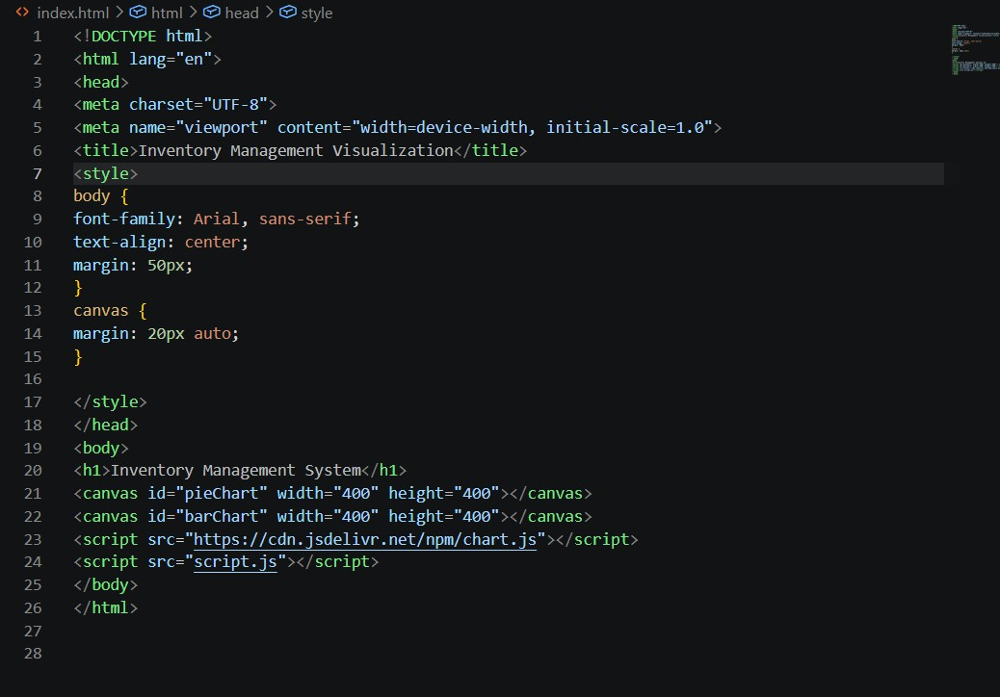 index.html > html > head > style
1 <!DOCTYPE html>
2 <html lang="en">
3 <head>
4 <meta charset="UTF-8">
5 <meta name="viewport" content="width=device-width, initial-scale=1.0">
6 <title>Inventory Management Visualization</title>
7 <style>
8 body {
9 font-family: Arial, sans-serif;
10 text-align: center;
11 margin: 50px;
12 }
13 canvas {
14 margin: 20px auto;
15 }
16
17 </style>
18 </head>
19 <body>
20 <h1>Inventory Management System</h1>
21 <canvas id="pieChart" width="400" height="400"></canvas>
22 <canvas id="barChart" width="400" height="400"></canvas>
23 <script src="https://cdn.jsdelivr.net/npm/chart.js"></script>
24 <script src="script.js"></script>
25 </body>
26 </html>
27
28